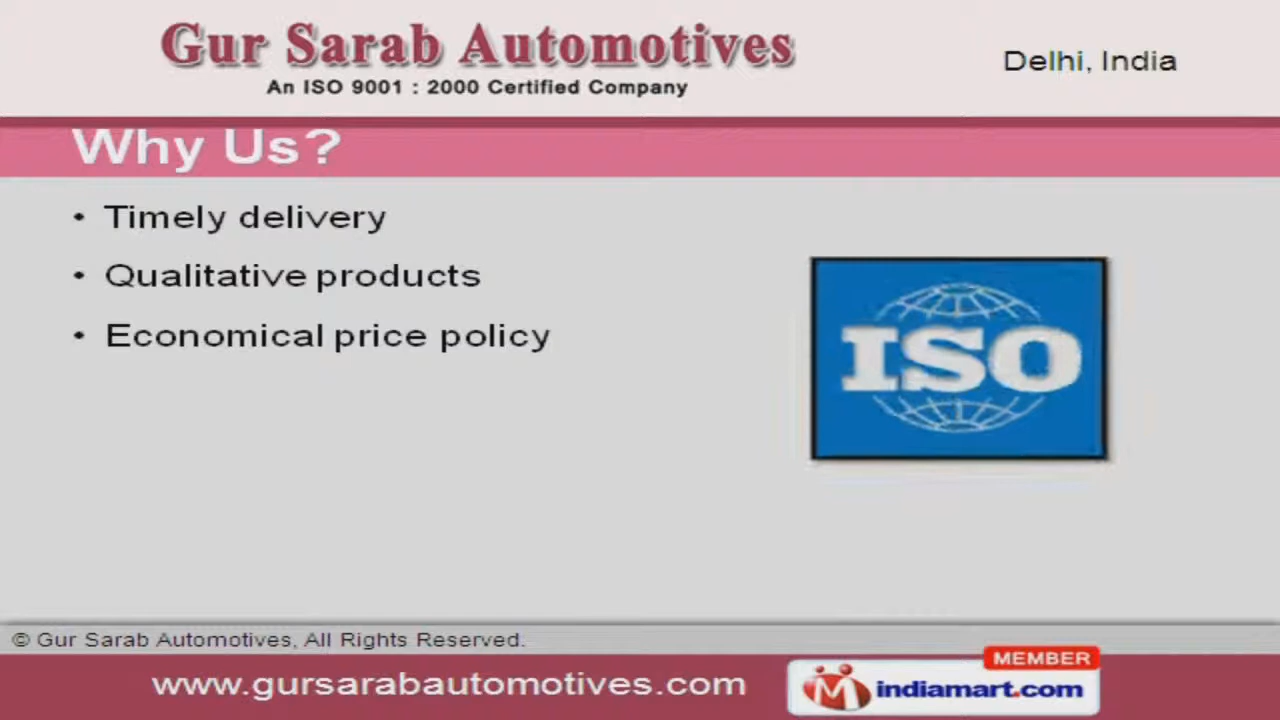 Gur Sarab Automotives
An ISO 9001 : 2000 Certified Company
Delhi, India
Why Us?
• Timely delivery
• Qualitative products
• Economical price policy
ISO
© Gur Sarab Automotives, All Rights Reserved.
www.gursarabautomotives.com
MEMBER
indiamart.com